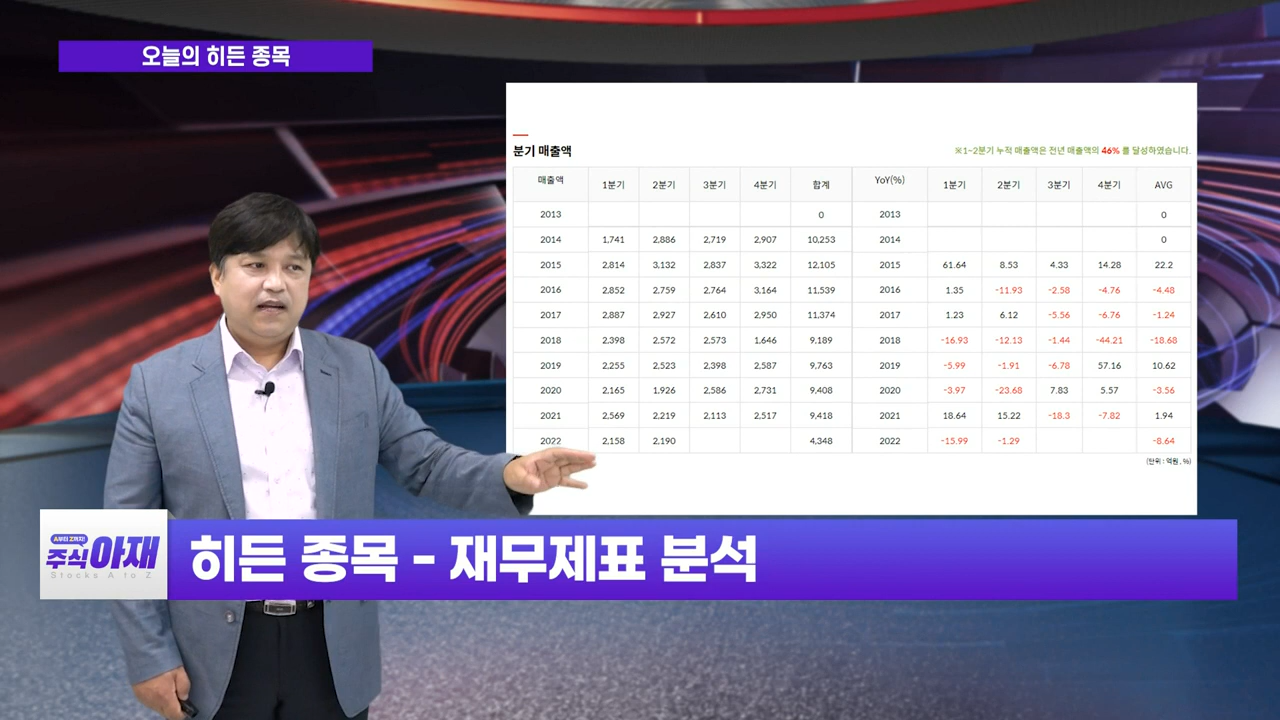 오늘의 히든 종목
분기 매출액
※1~2분기 누적 매출액은 전년 매출액의 46% 를 달성하였습니다.
매출액 1분기 2분기 3분기 4분기 합계 YoY(%) 1분기 2분기 3분기 4분기 AVG
2013 0 2013 0
2014 1,741 2,886 2,719 2,907 10,253 2014 0
2015 2,814 3,132 2,837 3,322 12,105 2015 61.64 8.53 4.33 14.28 22.2
2016 2,852 2,759 2,764 3,164 11,539 2016 1.35 -11.93 -2.58 -4.76 -4.48
2017 2,887 2,927 2,610 2,950 11,374 2017 1.23 6.12 -5.56 -6.76 -1.24
2018 2,398 2,572 2,573 1,646 9,189 2018 -16.93 -12.13 -1.44 -44.21 -18.68
2019 2,255 2,523 2,398 2,587 9,763 2019 -5.99 -1.91 -6.78 57.16 10.62
2020 2,165 1,926 2,586 2,731 9,408 2020 -3.97 -23.68 7.83 5.57 -3.56
2021 2,569 2,219 2,113 2,517 9,418 2021 18.64 15.22 -18.3 -7.82 1.94
2022 2,158 2,190 4,348 2022 -15.99 -1.29 -8.64
(단위 : 억원 , %)
A부터 Z까지!
주식아재
Stocks A to Z
히든 종목 - 재무제표 분석